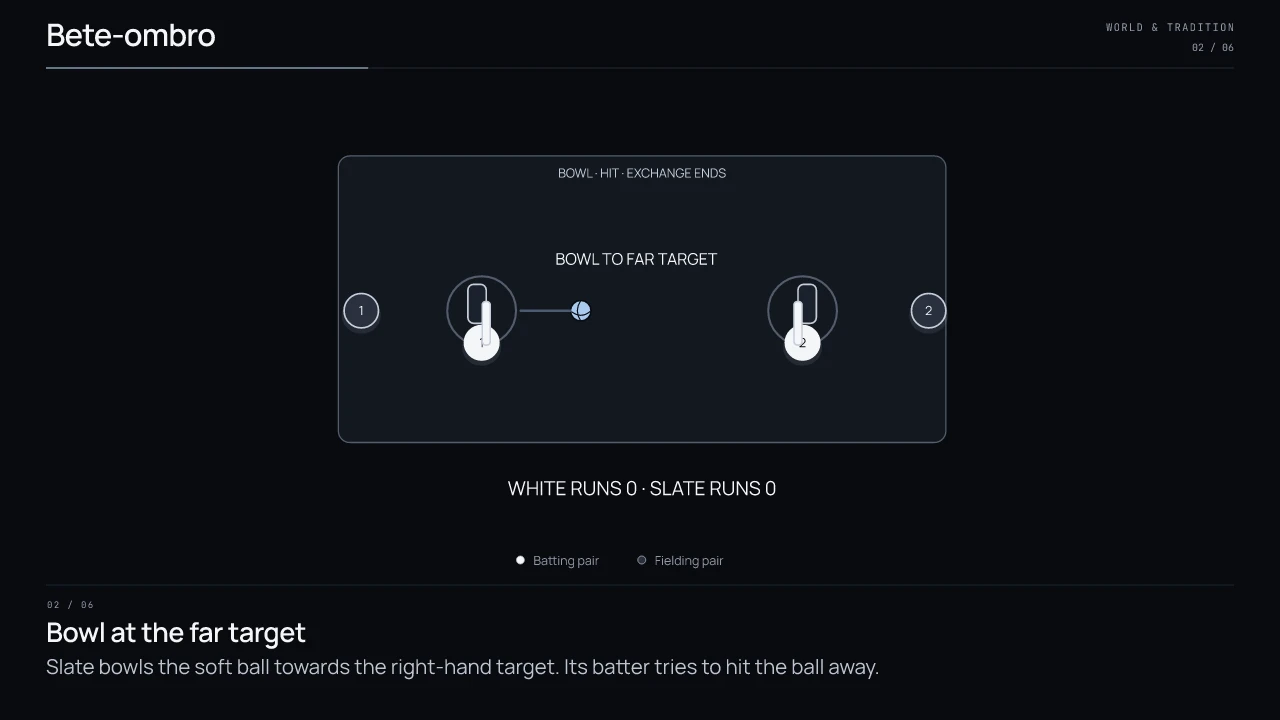 Bete-ombro
WORLD & TRADITION
02 / 06
BOWL · HIT · EXCHANGE ENDS
BOWL TO FAR TARGET
1
2
1
2
WHITE RUNS 0 · SLATE RUNS 0
Batting pair
Fielding pair
02 / 06
Bowl at the far target
Slate bowls the soft ball towards the right-hand target. Its batter tries to hit the ball away.